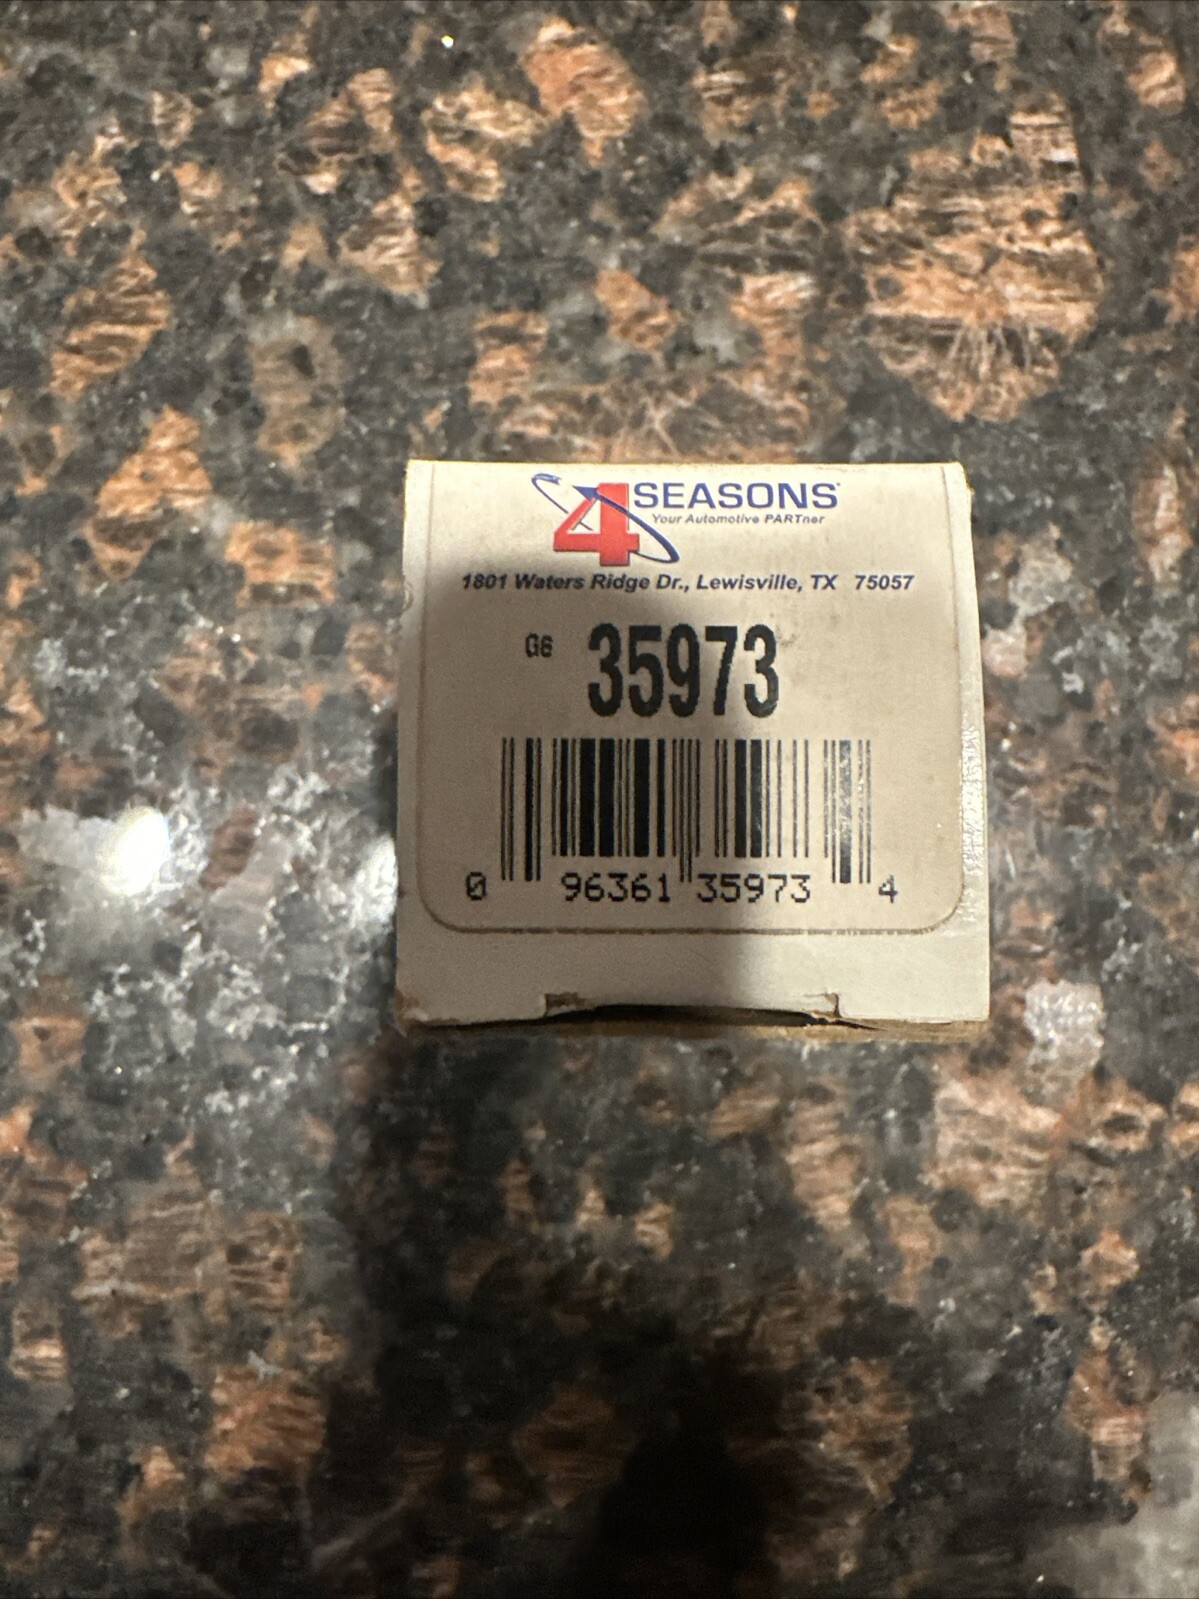 4 SEASONS
Your Automotive PARTner
1801 Waters Ridge Dr., Lewisville, TX 75057
G6 35973
0 96361 35973 4